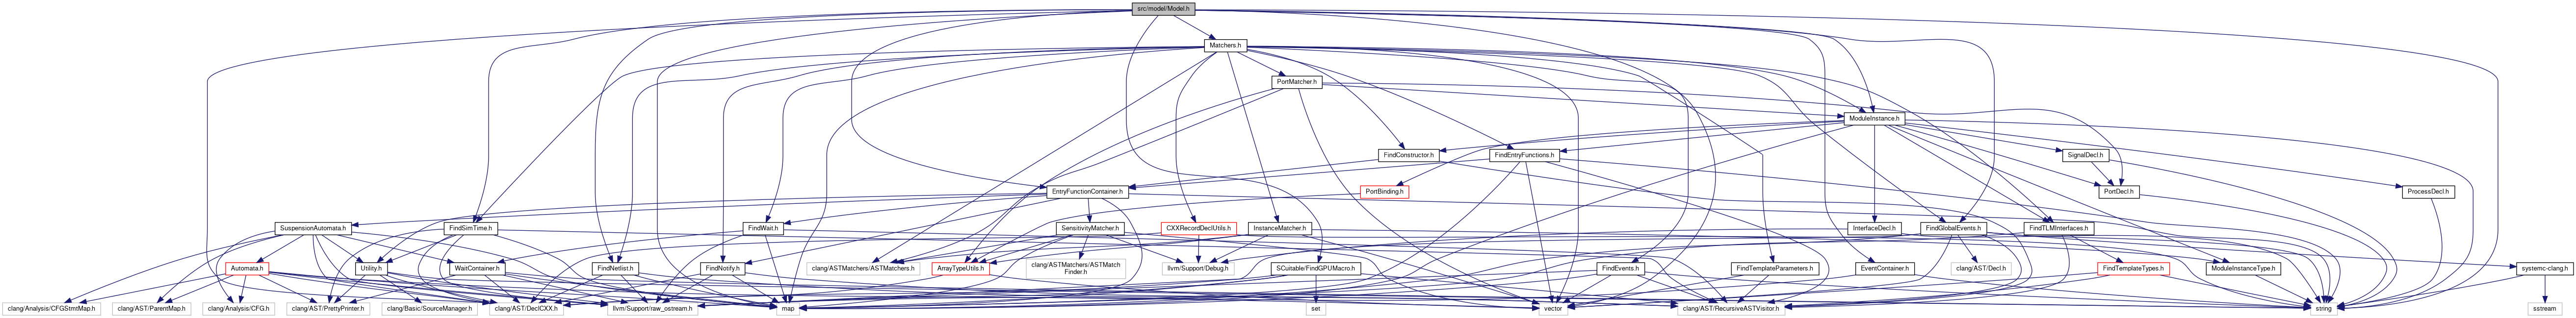 src/model/Model.h
Matchers.h
PortMatcher.h
ModuleInstance.h
FindConstructor.h
FindEntryFunctions.h
SignalDecl.h
EntryFunctionContainer.h
PortBinding.h
PortDecl.h
ProcessDecl.h
SuspensionAutomata.h
FindSimTime.h
FindWait.h
SensitivityMatcher.h
CXXRecordDeclUtils.h
InstanceMatcher.h
InterfaceDecl.h
FindGlobalEvents.h
FindTLMInterfaces.h
Automata.h
Utility.h
WaitContainer.h
FindNetlist.h
FindNotify.h
clang/ASTMatchers/ASTMatchers.h
ArrayTypeUtils.h
clang/ASTMatchers/ASTMatch
Finder.h
llvm/Support/Debug.h
SCuitable/FindGPUMacro.h
FindEvents.h
FindTemplateParameters.h
EventContainer.h
clang/AST/Decl.h
FindTemplateTypes.h
ModuleInstanceType.h
systemc-clang.h
clang/Analysis/CFGStmtMap.h
clang/AST/ParentMap.h
clang/Analysis/CFG.h
clang/AST/PrettyPrinter.h
clang/Basic/SourceManager.h
clang/AST/DeclCXX.h
llvm/Support/raw_ostream.h
map
set
vector
clang/AST/RecursiveASTVisitor.h
string
sstream